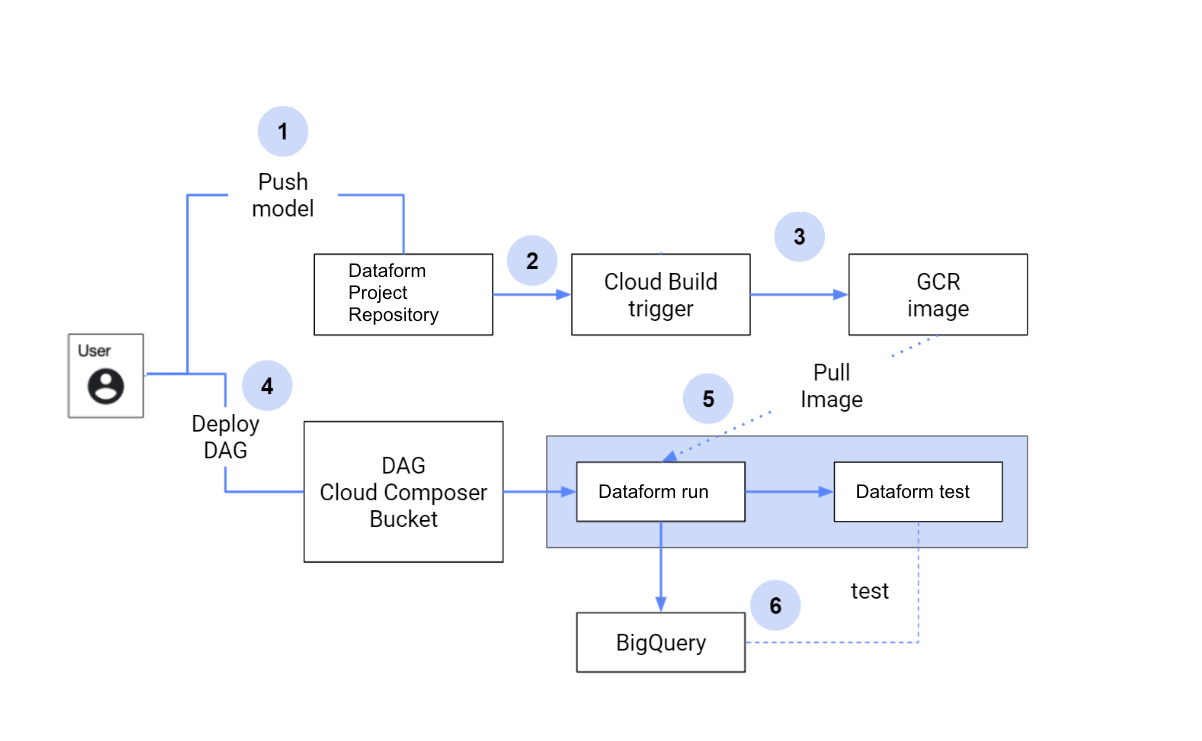 1
Push
model
2
3
Dataform
Project
Repository
Cloud Build
trigger
GCR
image
User
4
Deploy
DAG
5
Pull
Image
DAG
Cloud Composer
Bucket
Dataform run
Dataform test
6
test
BigQuery